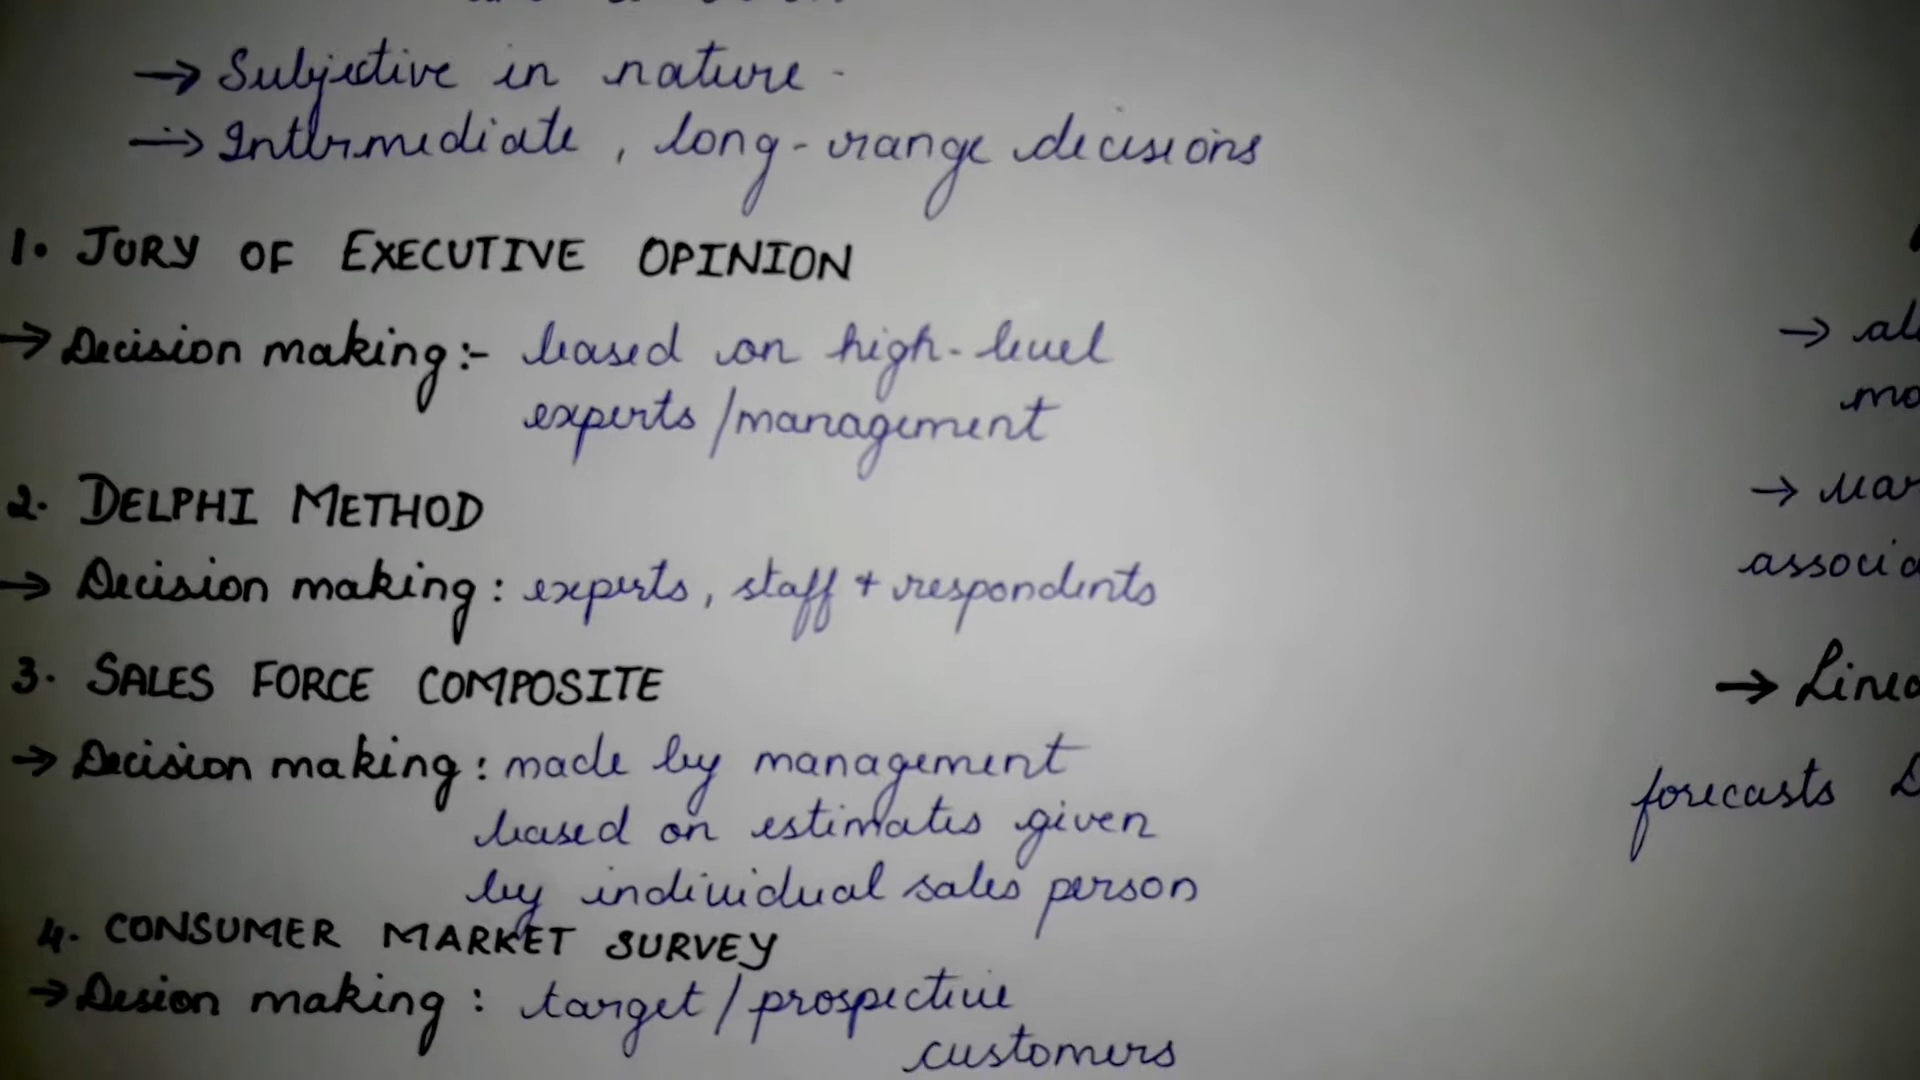 → Subjective in nature -
→ Intermediate, long-range decisions
1. JURY OF EXECUTIVE OPINION
→ Decision making:- based on high-level
experts/management
2. DELPHI METHOD
→ Decision making: experts, staff + respondents
3. SALES FORCE COMPOSITE
→ Decision making: made by management
based on estimates given
by individual sales person
4. CONSUMER MARKET SURVEY
→ Desion making: target/prospective
customers
→
→
→
forecasts